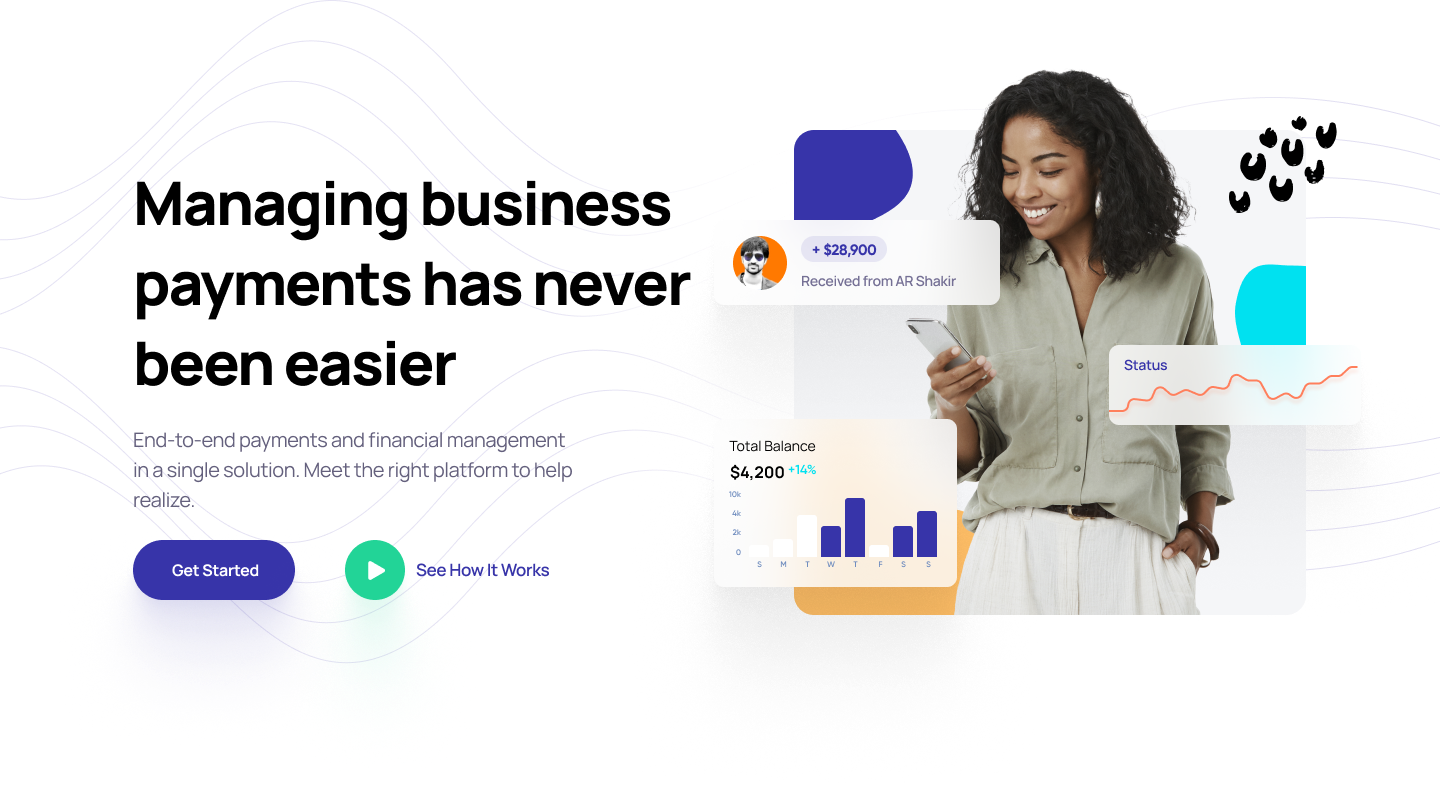 Managing business
payments has never
been easier
End-to-end payments and financial management
in a single solution. Meet the right platform to help
realize.
Get Started
See How It Works
+ $28,900
Received from AR Shakir
Status
Total Balance
$4,200 +14%
10k
4k
2k
0
S M T W T F S S